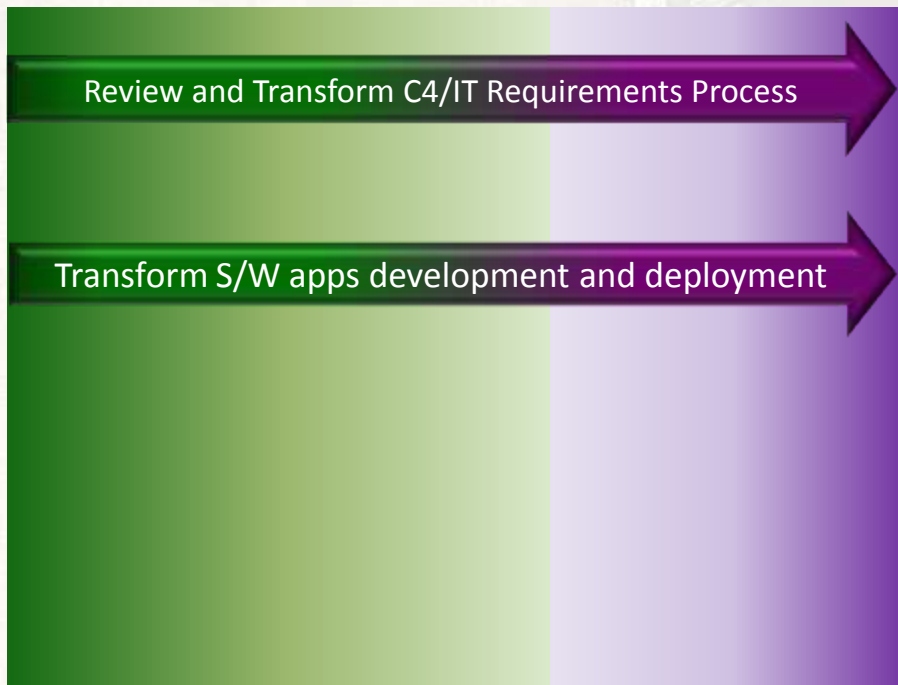 Review and Transform C4/IT Requirements Process
Transform S/W apps development and deployment